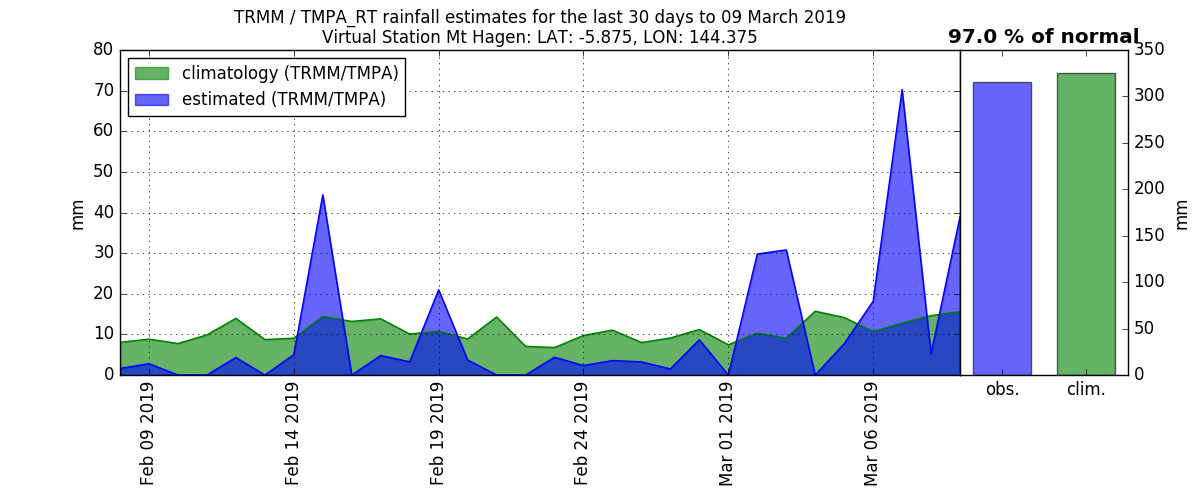 TRMM / TMPA_RT rainfall estimates for the last 30 days to 09 March 2019
Virtual Station Mt Hagen: LAT: -5.875, LON: 144.375
97.0 % of normal
climatology (TRMM/TMPA)
estimated (TRMM/TMPA)
80
70
60
50
40
30
20
10
0
mm
Feb 09 2019
Feb 14 2019
Feb 19 2019
Feb 24 2019
Mar 01 2019
Mar 06 2019
obs.
clim.
350
300
250
200
150
100
50
0
mm